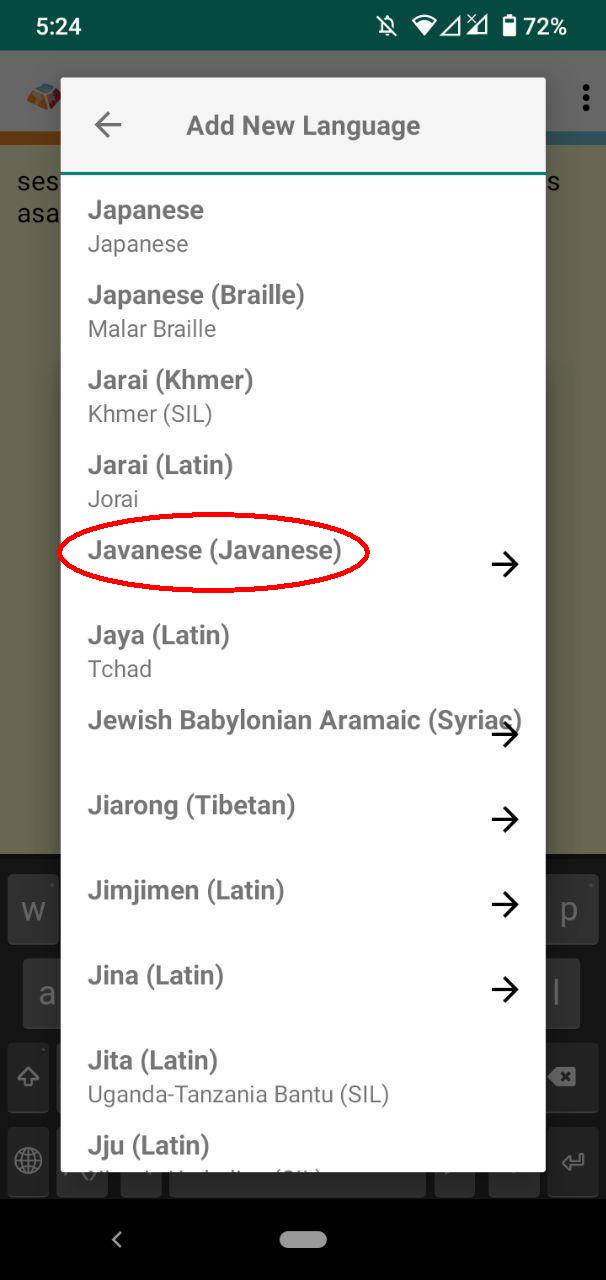 5:24
72%
Add New Language
ses
s
asa
Japanese
Japanese
Japanese (Braille)
Malar Braille
Jarai (Khmer)
Khmer (SIL)
Jarai (Latin)
Jorai
Javanese (Javanese)
Jaya (Latin)
Tchad
Jewish Babylonian Aramaic (Syriac)
Jiarong (Tibetan)
Jimjimen (Latin)
Jina (Latin)
Jita (Latin)
Uganda-Tanzania Bantu (SIL)
Jju (Latin)
w
p
a
l